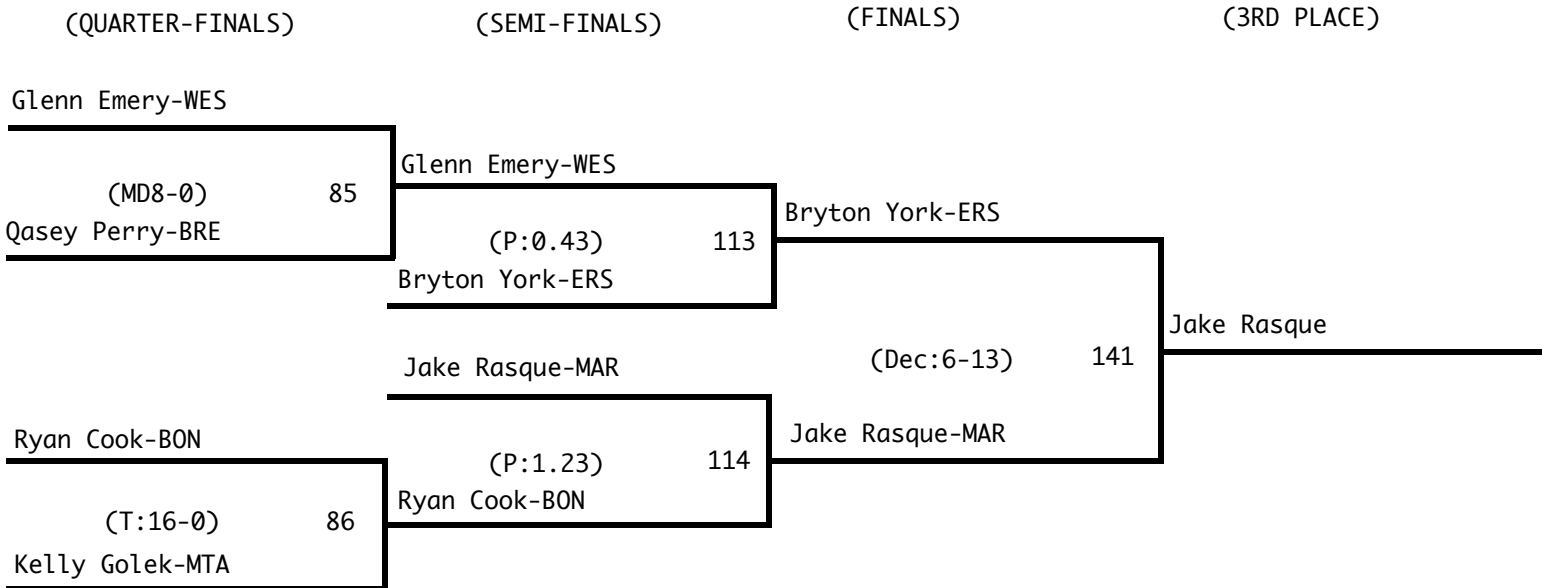 (QUARTER-FINALS) (SEMI-FINALS) (FINALS) (3RD PLACE)
Glenn Emery-WES
(MD8-0) 85
Qasey Perry-BRE
Glenn Emery-WES
(P:0.43) 113
Bryton York-ERS
Bryton York-ERS
(Dec:6-13) 141
Jake Rasque-MAR
Jake Rasque
Jake Rasque-MAR
(P:1.23) 114
Ryan Cook-BON
Ryan Cook-BON
(T:16-0) 86
Kelly Golek-MTA